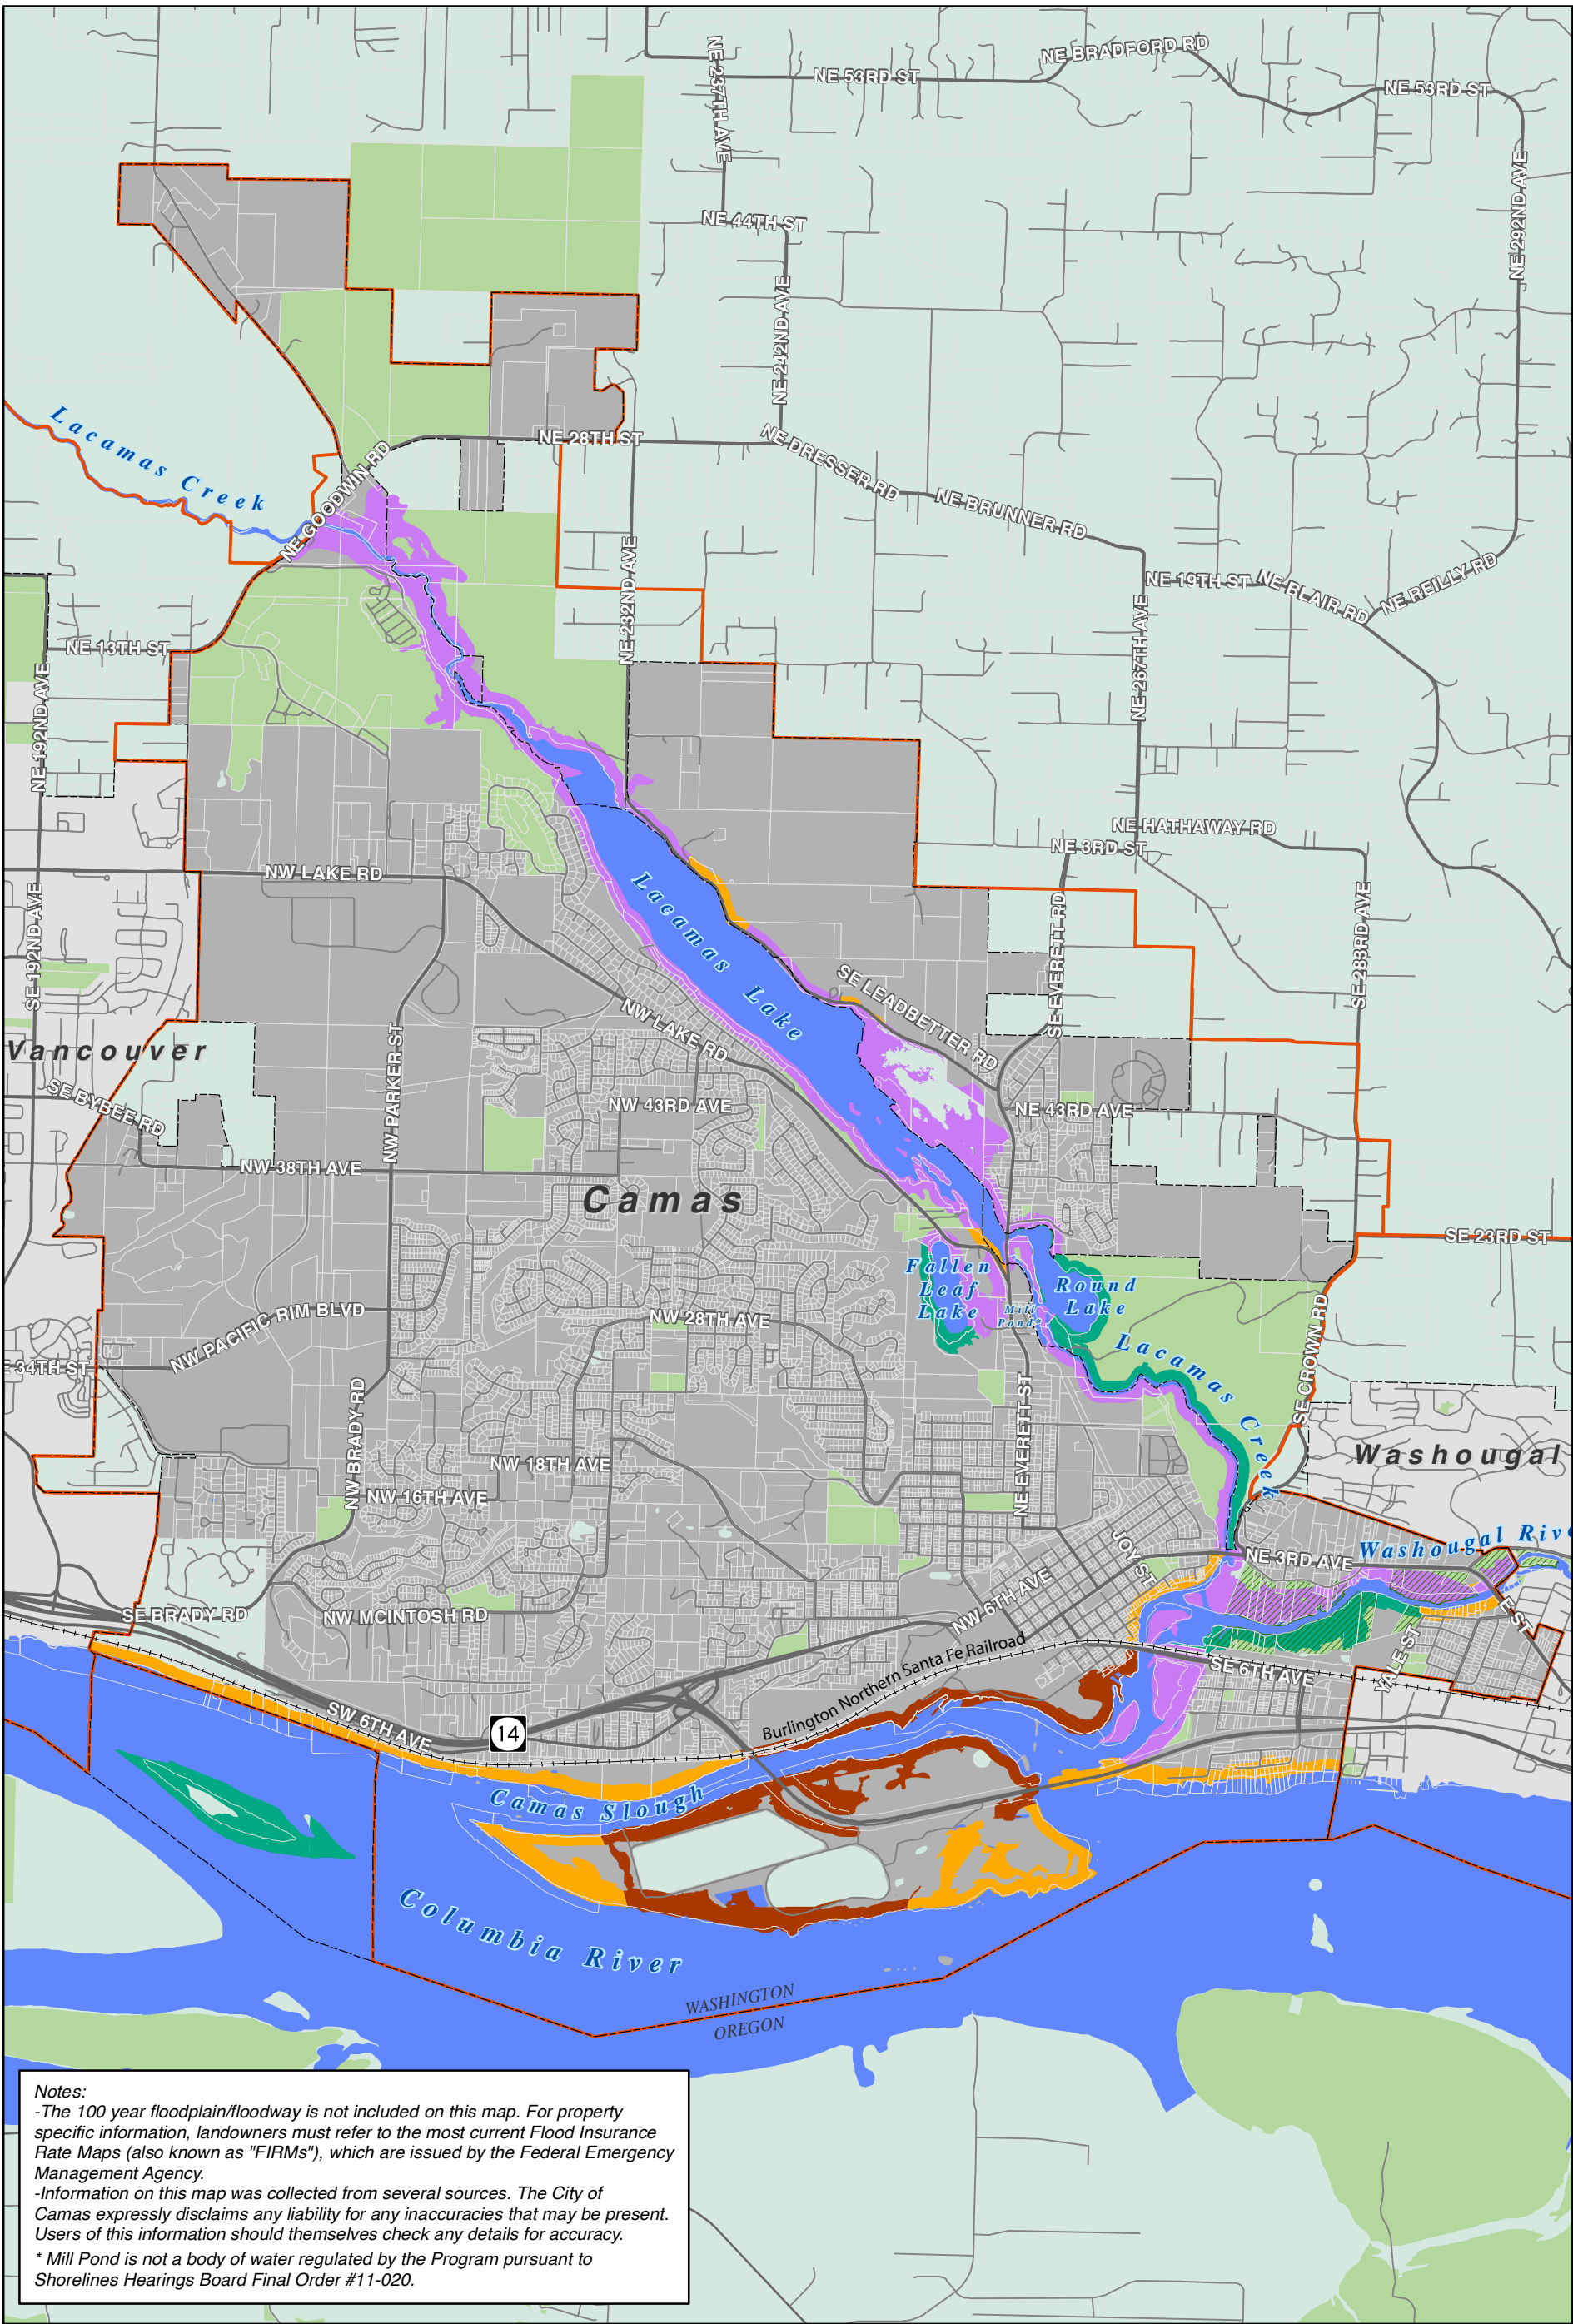 NE BRADFORD RD
NE 53RD ST
NE 53RD ST
NE 237TH AVE
NE 292ND AVE
NE 44TH ST
NE 242ND AVE
Lacamas Creek
NE GOODWIN RD
NE 28TH ST
NE DRESSER RD
NE BRUNNER RD
NE 19TH ST
NE BLAIR RD
NE REILLY RD
NE 232ND AVE
NE 267TH AVE
NE 13TH ST
NE 192ND AVE
NE HATHAWAY RD
NE 3RD ST
NW LAKE RD
SE 192ND AVE
Lacamas
Lake
SE EVERETT RD
SE 283RD AVE
SE LEADBETTER RD
NW LAKE RD
Vancouver
NW PARKER ST
SE BYBEE RD
NW 43RD AVE
NE 43RD AVE
NW 38TH AVE
Camas
SE 23RD ST
Fallen
Leaf
Lake
Round
Lake
Mill
Pond*
NW PACIFIC RIM BLVD
NW 28TH AVE
Lacamas Creek
SE CROWN RD
E 34TH ST
NW BRADY RD
NE EVERETT ST
Washougal
NW 18TH AVE
NW 16TH AVE
JOY ST
NE 3RD AVE
Washougal Rive
SE BRADY RD
NW MCINTOSH RD
NW 6TH AVE
E ST
Burlington Northern Santa Fe Railroad
SE 6TH AVE
YALE ST
SW 6TH AVE
14
Camas Slough
Columbia River
WASHINGTON
OREGON
Notes:
-The 100 year floodplain/floodway is not included on this map. For property
specific information, landowners must refer to the most current Flood Insurance
Rate Maps (also known as "FIRMs"), which are issued by the Federal Emergency
Management Agency.
-Information on this map was collected from several sources. The City of
Camas expressly disclaims any liability for any inaccuracies that may be present.
Users of this information should themselves check any details for accuracy.
* Mill Pond is not a body of water regulated by the Program pursuant to
Shorelines Hearings Board Final Order #11-020.